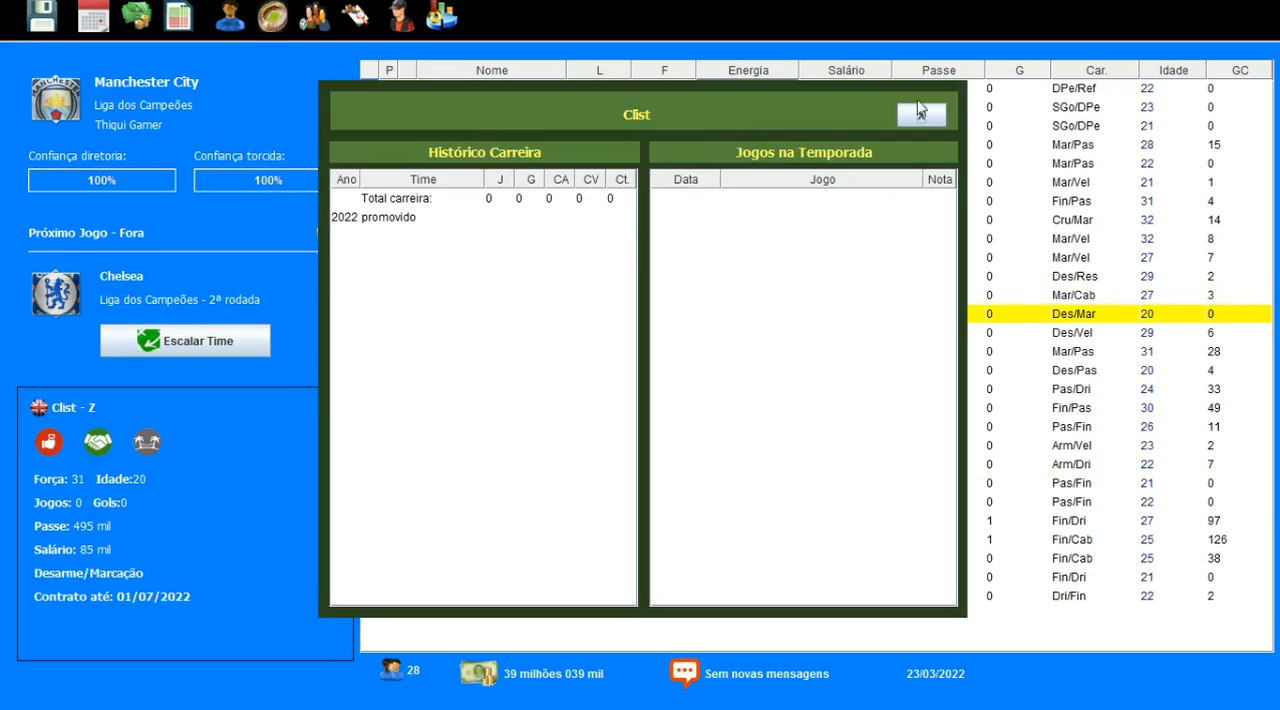 Manchester City
Liga dos Campeões
Thiqui Gamer
Confiança diretoria: Confiança torcida:
100% 100%
Próximo Jogo - Fora
Chelsea
Liga dos Campeões - 2ª rodada
Escalar Time
Clist - Z
Força: 31 Idade:20
Jogos: 0 Gols:0
Passe: 495 mil
Salário: 85 mil
Desarme/Marcação
Contrato até: 01/07/2022
P Nome L F Energia Salário Passe G Car. Idade GC
Clist
Histórico Carreira
Ano Time J G CA CV Ct.
Total carreira: 0 0 0 0 0
2022 promovido
Jogos na Temporada
Data Jogo Nota
0 DPe/Ref 22 0
0 SGo/DPe 23 0
0 SGo/DPe 21 0
0 Mar/Pas 28 15
0 Mar/Pas 22 0
0 Mar/Vel 21 1
0 Fin/Pas 31 4
0 Cru/Mar 32 14
0 Mar/Vel 32 8
0 Mar/Vel 27 7
0 Des/Res 29 2
0 Mar/Cab 27 3
0 Des/Mar 20 0
0 Des/Vel 29 6
0 Mar/Pas 31 28
0 Des/Pas 20 4
0 Pas/Dri 24 33
0 Fin/Pas 30 49
0 Pas/Fin 26 11
0 Arm/Vel 23 2
0 Arm/Dri 22 7
0 Pas/Fin 21 0
0 Pas/Fin 22 0
1 Fin/Dri 27 97
1 Fin/Cab 25 126
0 Fin/Cab 25 38
0 Fin/Dri 21 0
0 Dri/Fin 22 2
28 39 milhões 039 mil Sem novas mensagens 23/03/2022